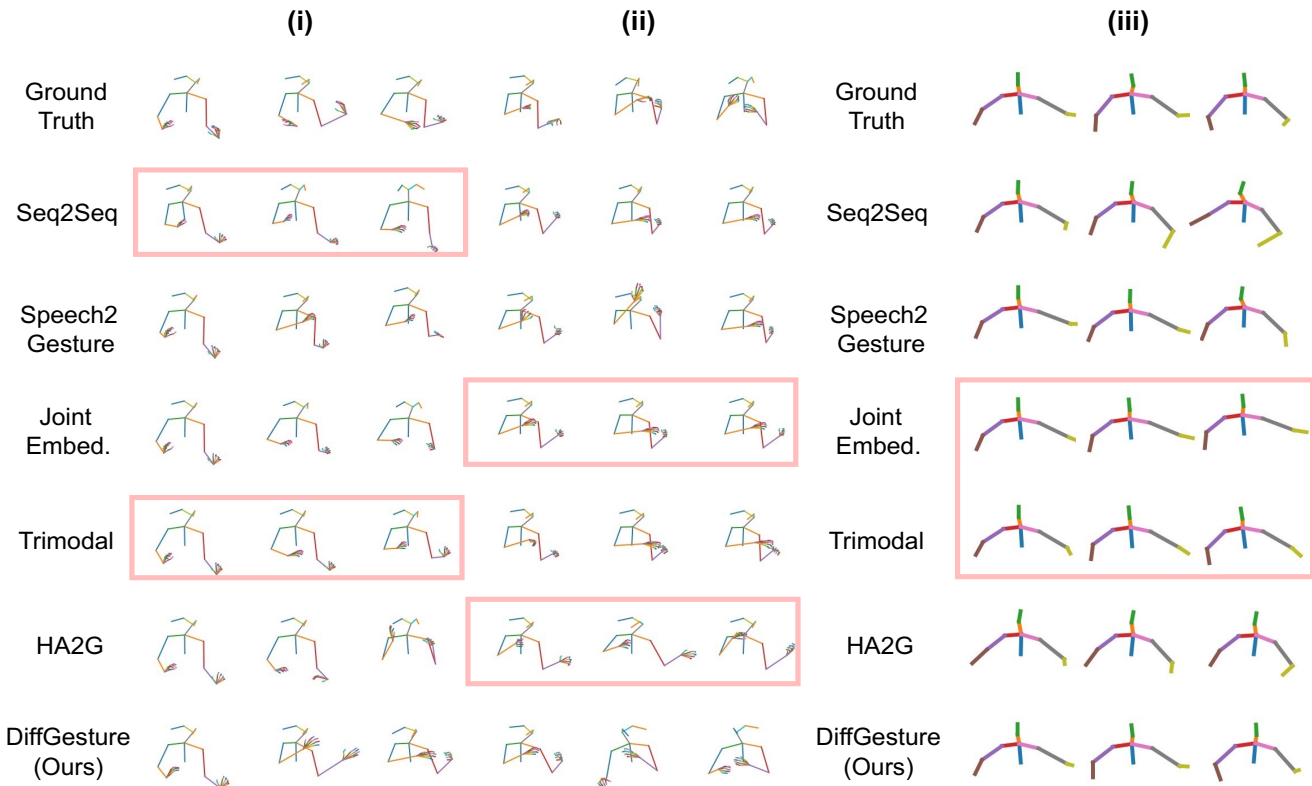 (i) (ii) (iii)
Ground
Truth
Ground
Truth
Seq2Seq
Seq2Seq
Speech2
Gesture
Speech2
Gesture
Joint
Embed.
Joint
Embed.
Trimodal
Trimodal
HA2G
HA2G
DiffGesture
(Ours)
DiffGesture
(Ours)